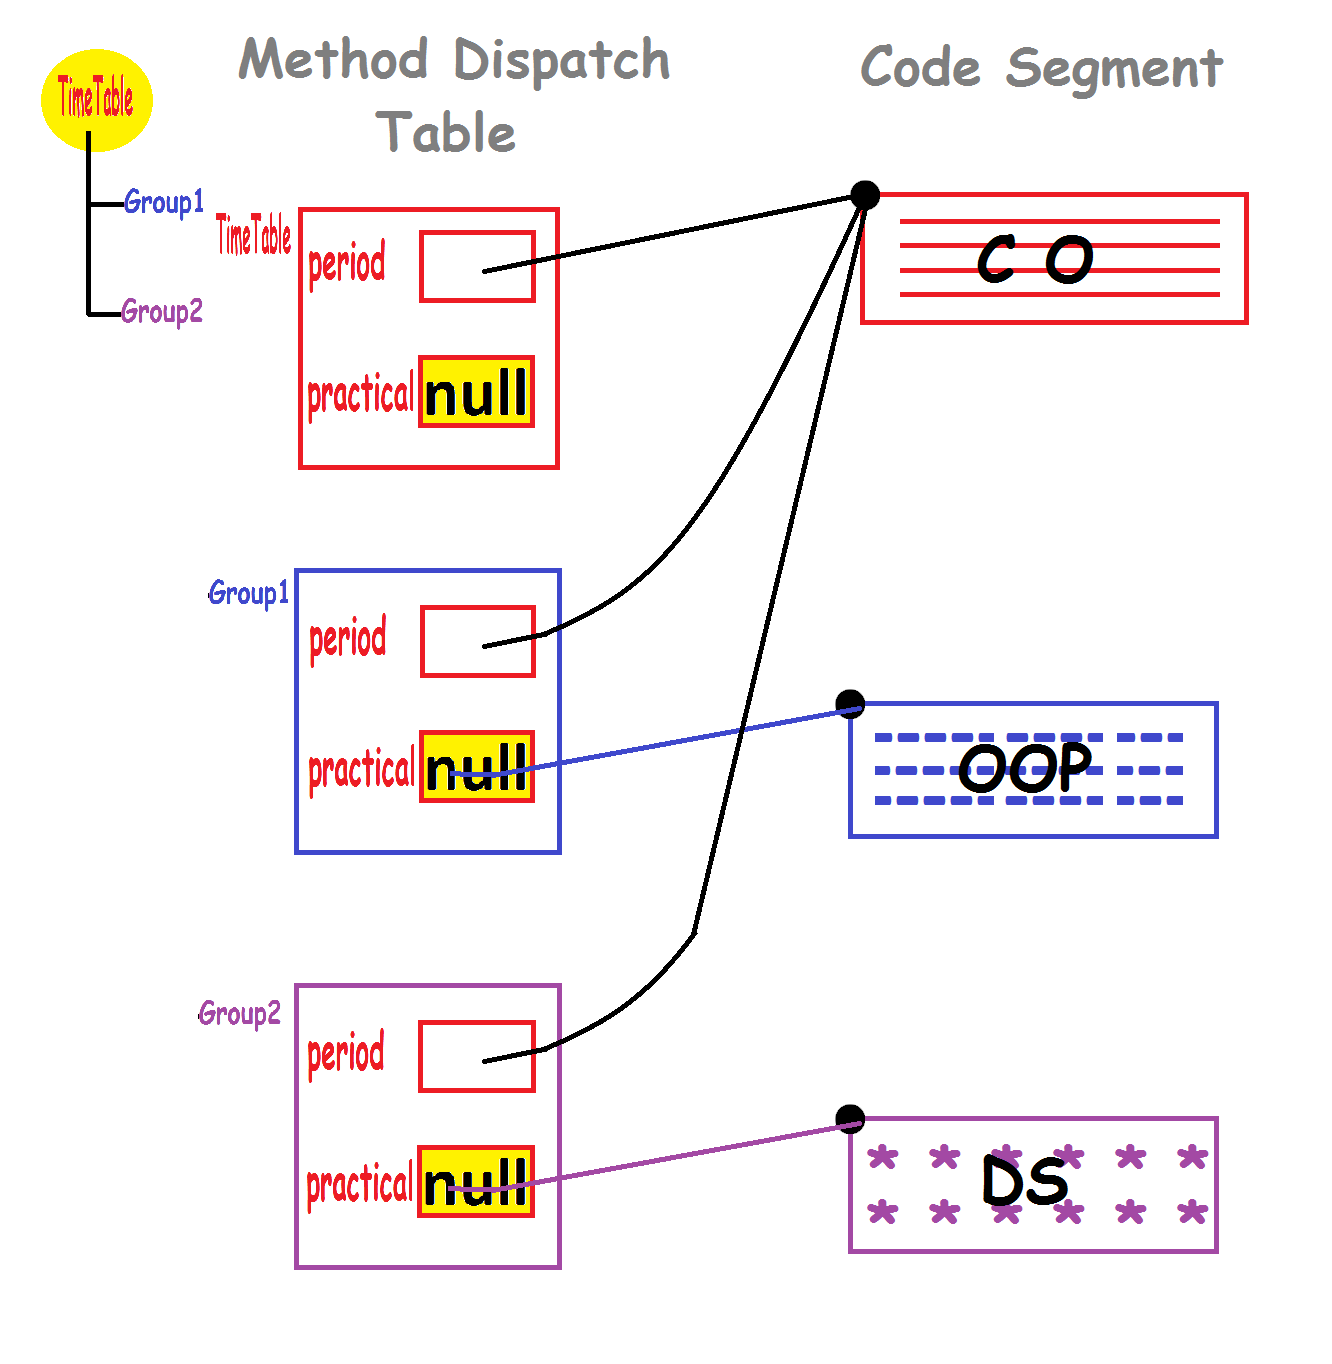 Method Dispatch
Table
Code Segment
TimeTable
Group1
Group2
TimeTable
period
practical null
C O
Group1
period
practical null
OOP
Group2
period
practical null
DS